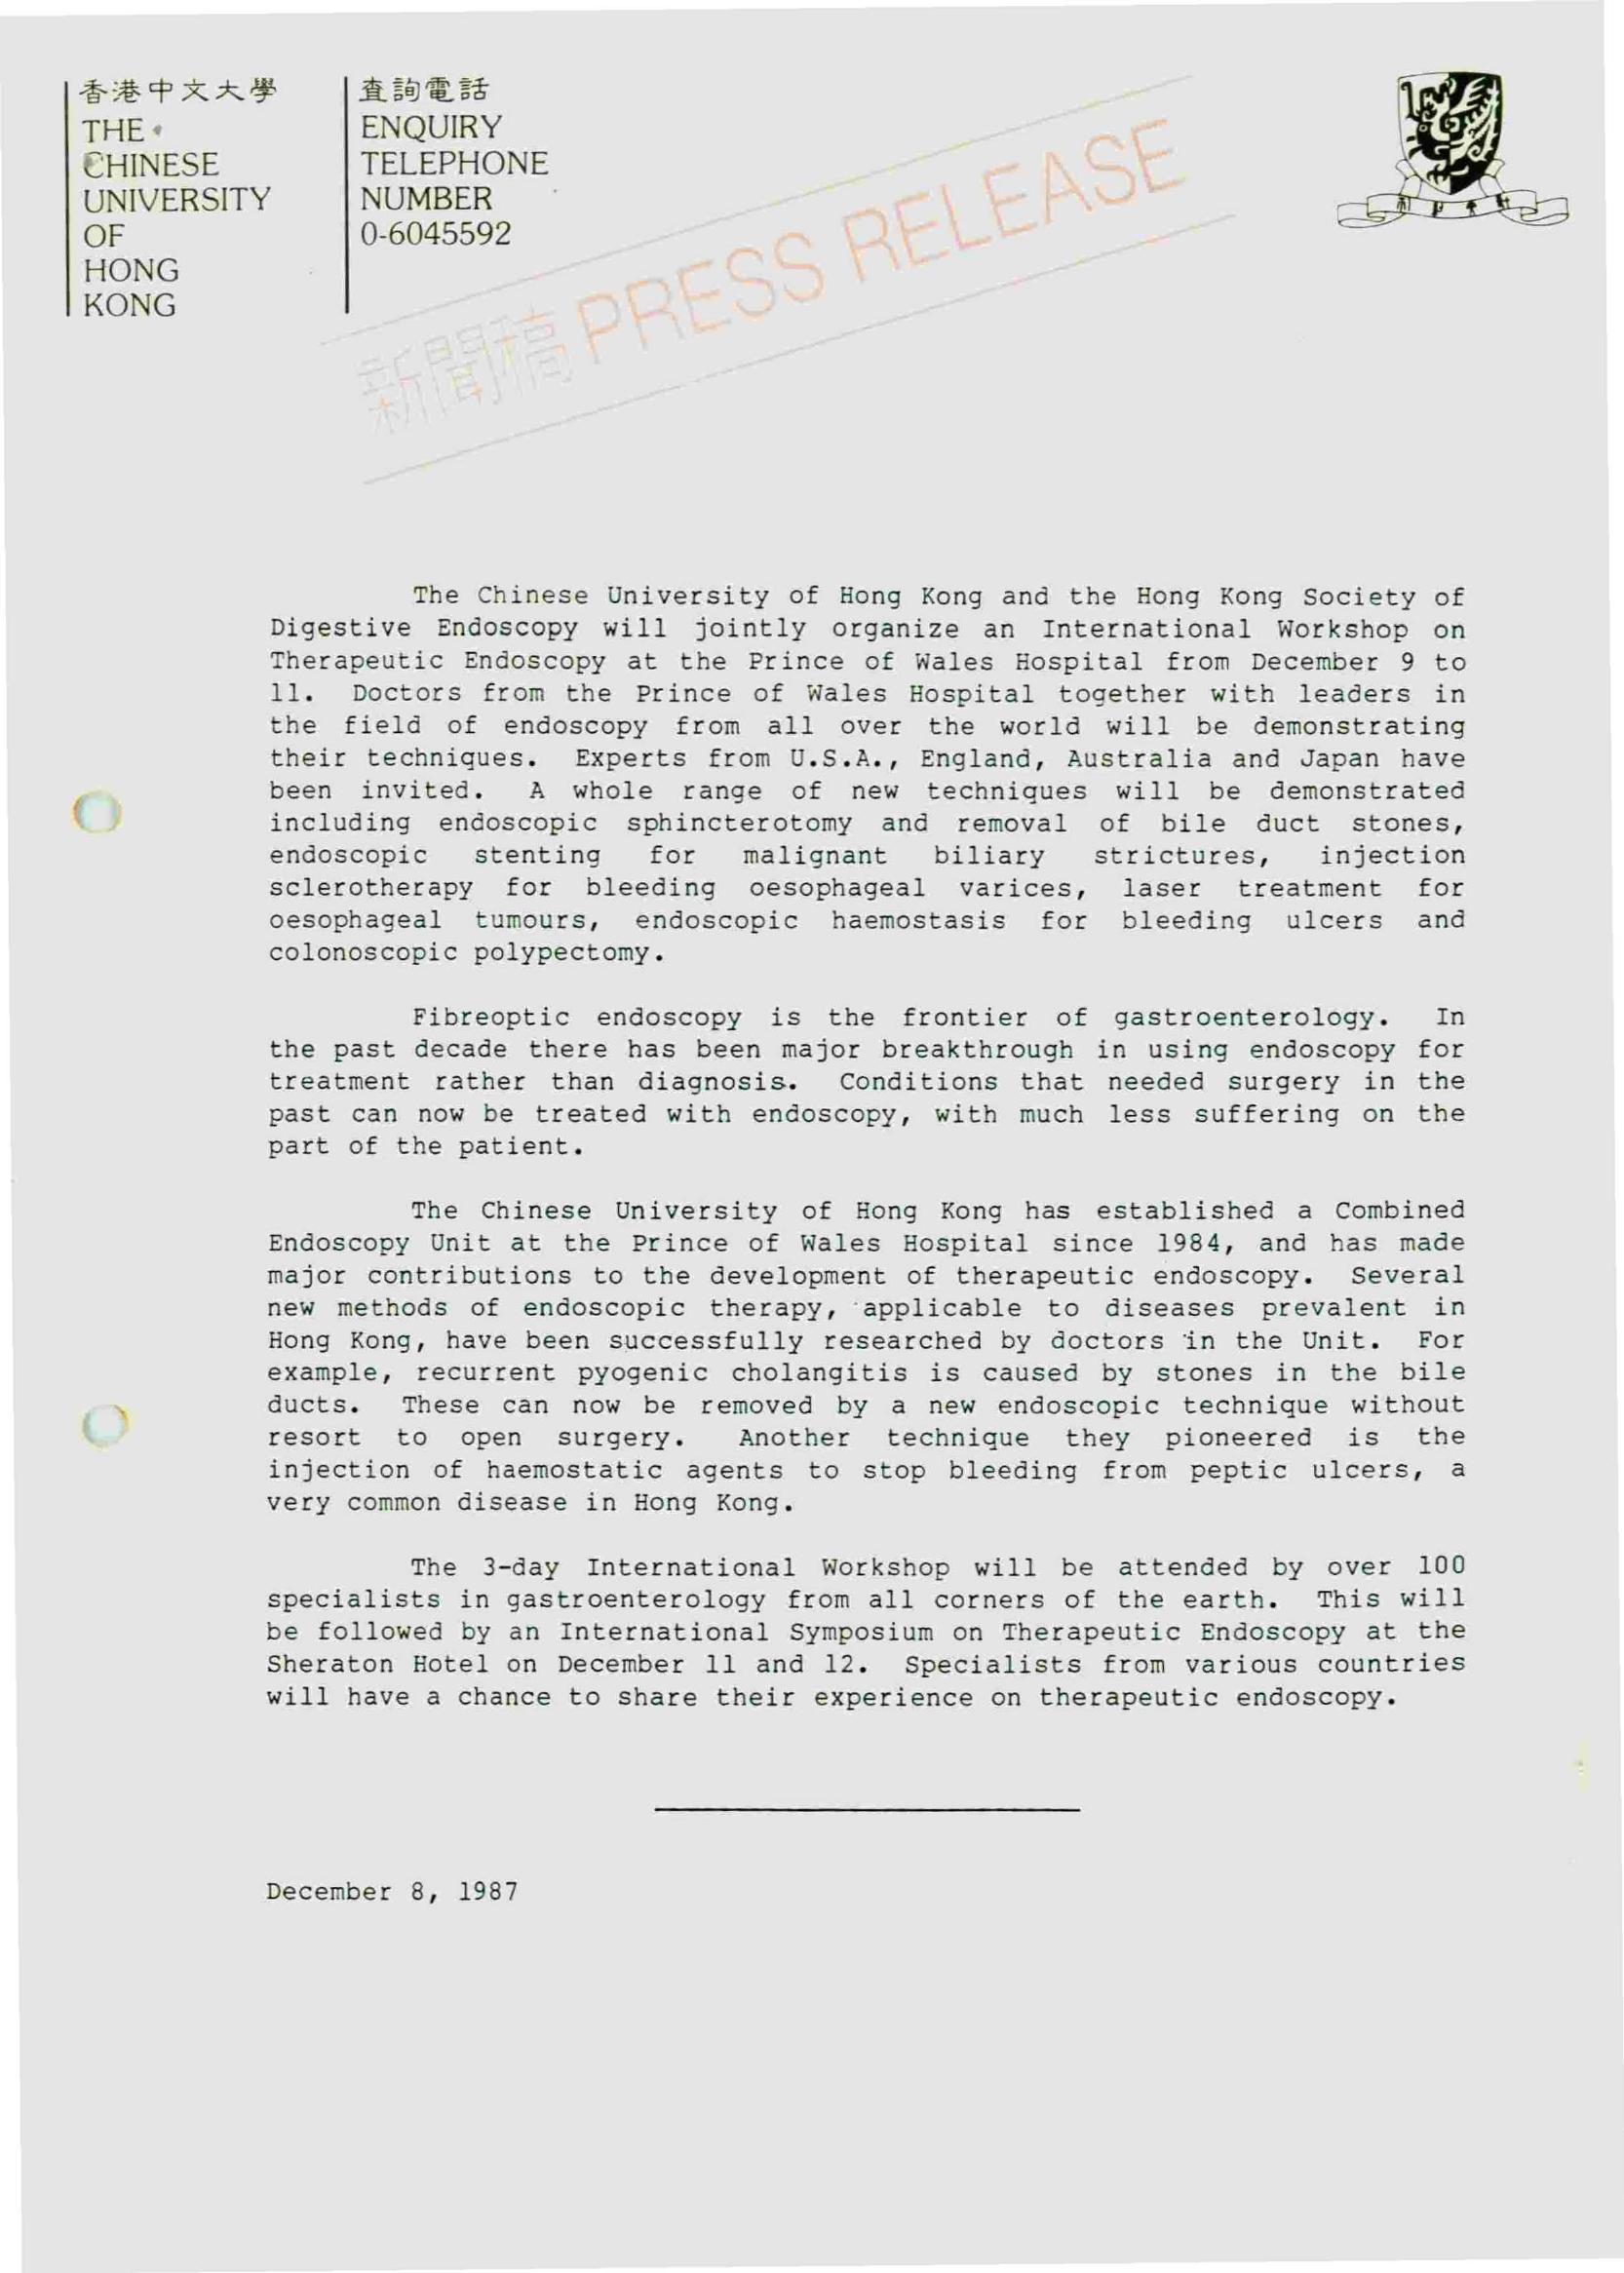 香港中文大學
THE
CHINESE
UNIVERSITY
OF
HONG
KONG
查詢電話
ENQUIRY
TELEPHONE
NUMBER
0-6045592
新聞稿 PRESS RELEASE
The Chinese University of Hong Kong and the Hong Kong Society of
Digestive Endoscopy will jointly organize an International Workshop on
Therapeutic Endoscopy at the Prince of Wales Hospital from December 9 to
11. Doctors from the Prince of Wales Hospital together with leaders in
the field of endoscopy from all over the world will be demonstrating
their techniques. Experts from U.S.A., England, Australia and Japan have
been invited. A whole range of new techniques will be demonstrated
including endoscopic sphincterotomy and removal of bile duct stones,
endoscopic stenting for malignant biliary strictures, injection
sclerotherapy for bleeding oesophageal varices, laser treatment for
oesophageal tumours, endoscopic haemostasis for bleeding ulcers and
colonoscopic polypectomy.
Fibreoptic endoscopy is the frontier of gastroenterology. In
the past decade there has been major breakthrough in using endoscopy for
treatment rather than diagnosis. Conditions that needed surgery in the
past can now be treated with endoscopy, with much less suffering on the
part of the patient.
The Chinese University of Hong Kong has established a Combined
Endoscopy Unit at the Prince of Wales Hospital since 1984, and has made
major contributions to the development of therapeutic endoscopy. Several
new methods of endoscopic therapy, applicable to diseases prevalent in
Hong Kong, have been successfully researched by doctors in the Unit. For
example, recurrent pyogenic cholangitis is caused by stones in the bile
ducts. These can now be removed by a new endoscopic technique without
resort to open surgery. Another technique they pioneered is the
injection of haemostatic agents to stop bleeding from peptic ulcers, a
very common disease in Hong Kong.
The 3-day International Workshop will be attended by over 100
specialists in gastroenterology from all corners of the earth. This will
be followed by an International Symposium on Therapeutic Endoscopy at the
Sheraton Hotel on December 11 and 12. Specialists from various countries
will have a chance to share their experience on therapeutic endoscopy.
December 8, 1987